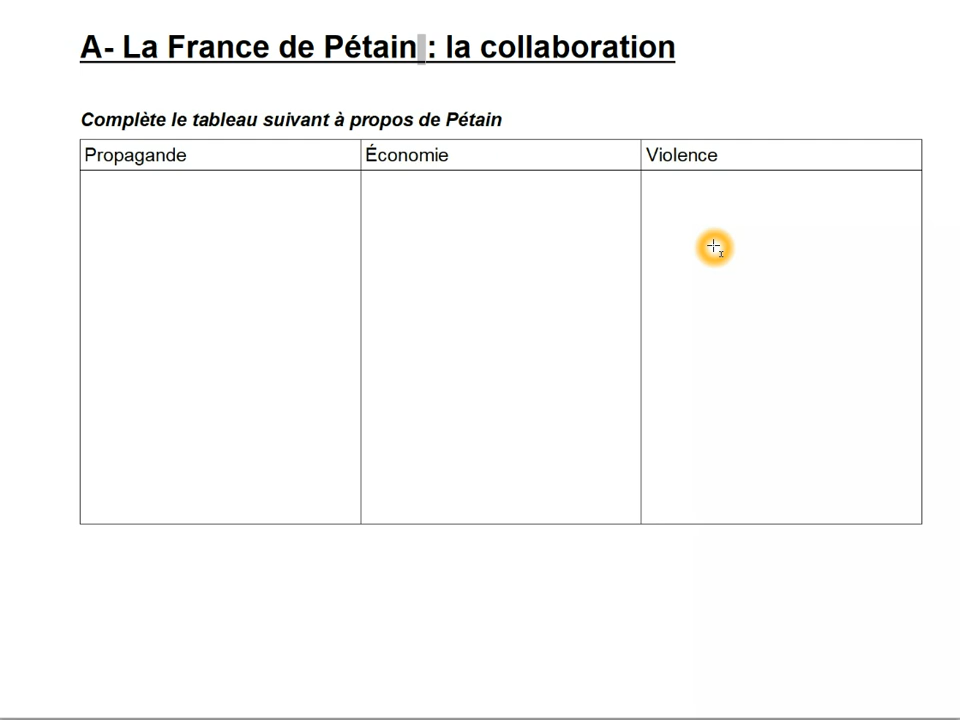 A- La France de Pétain : la collaboration
Complète le tableau suivant à propos de Pétain
Propagande Économie Violence